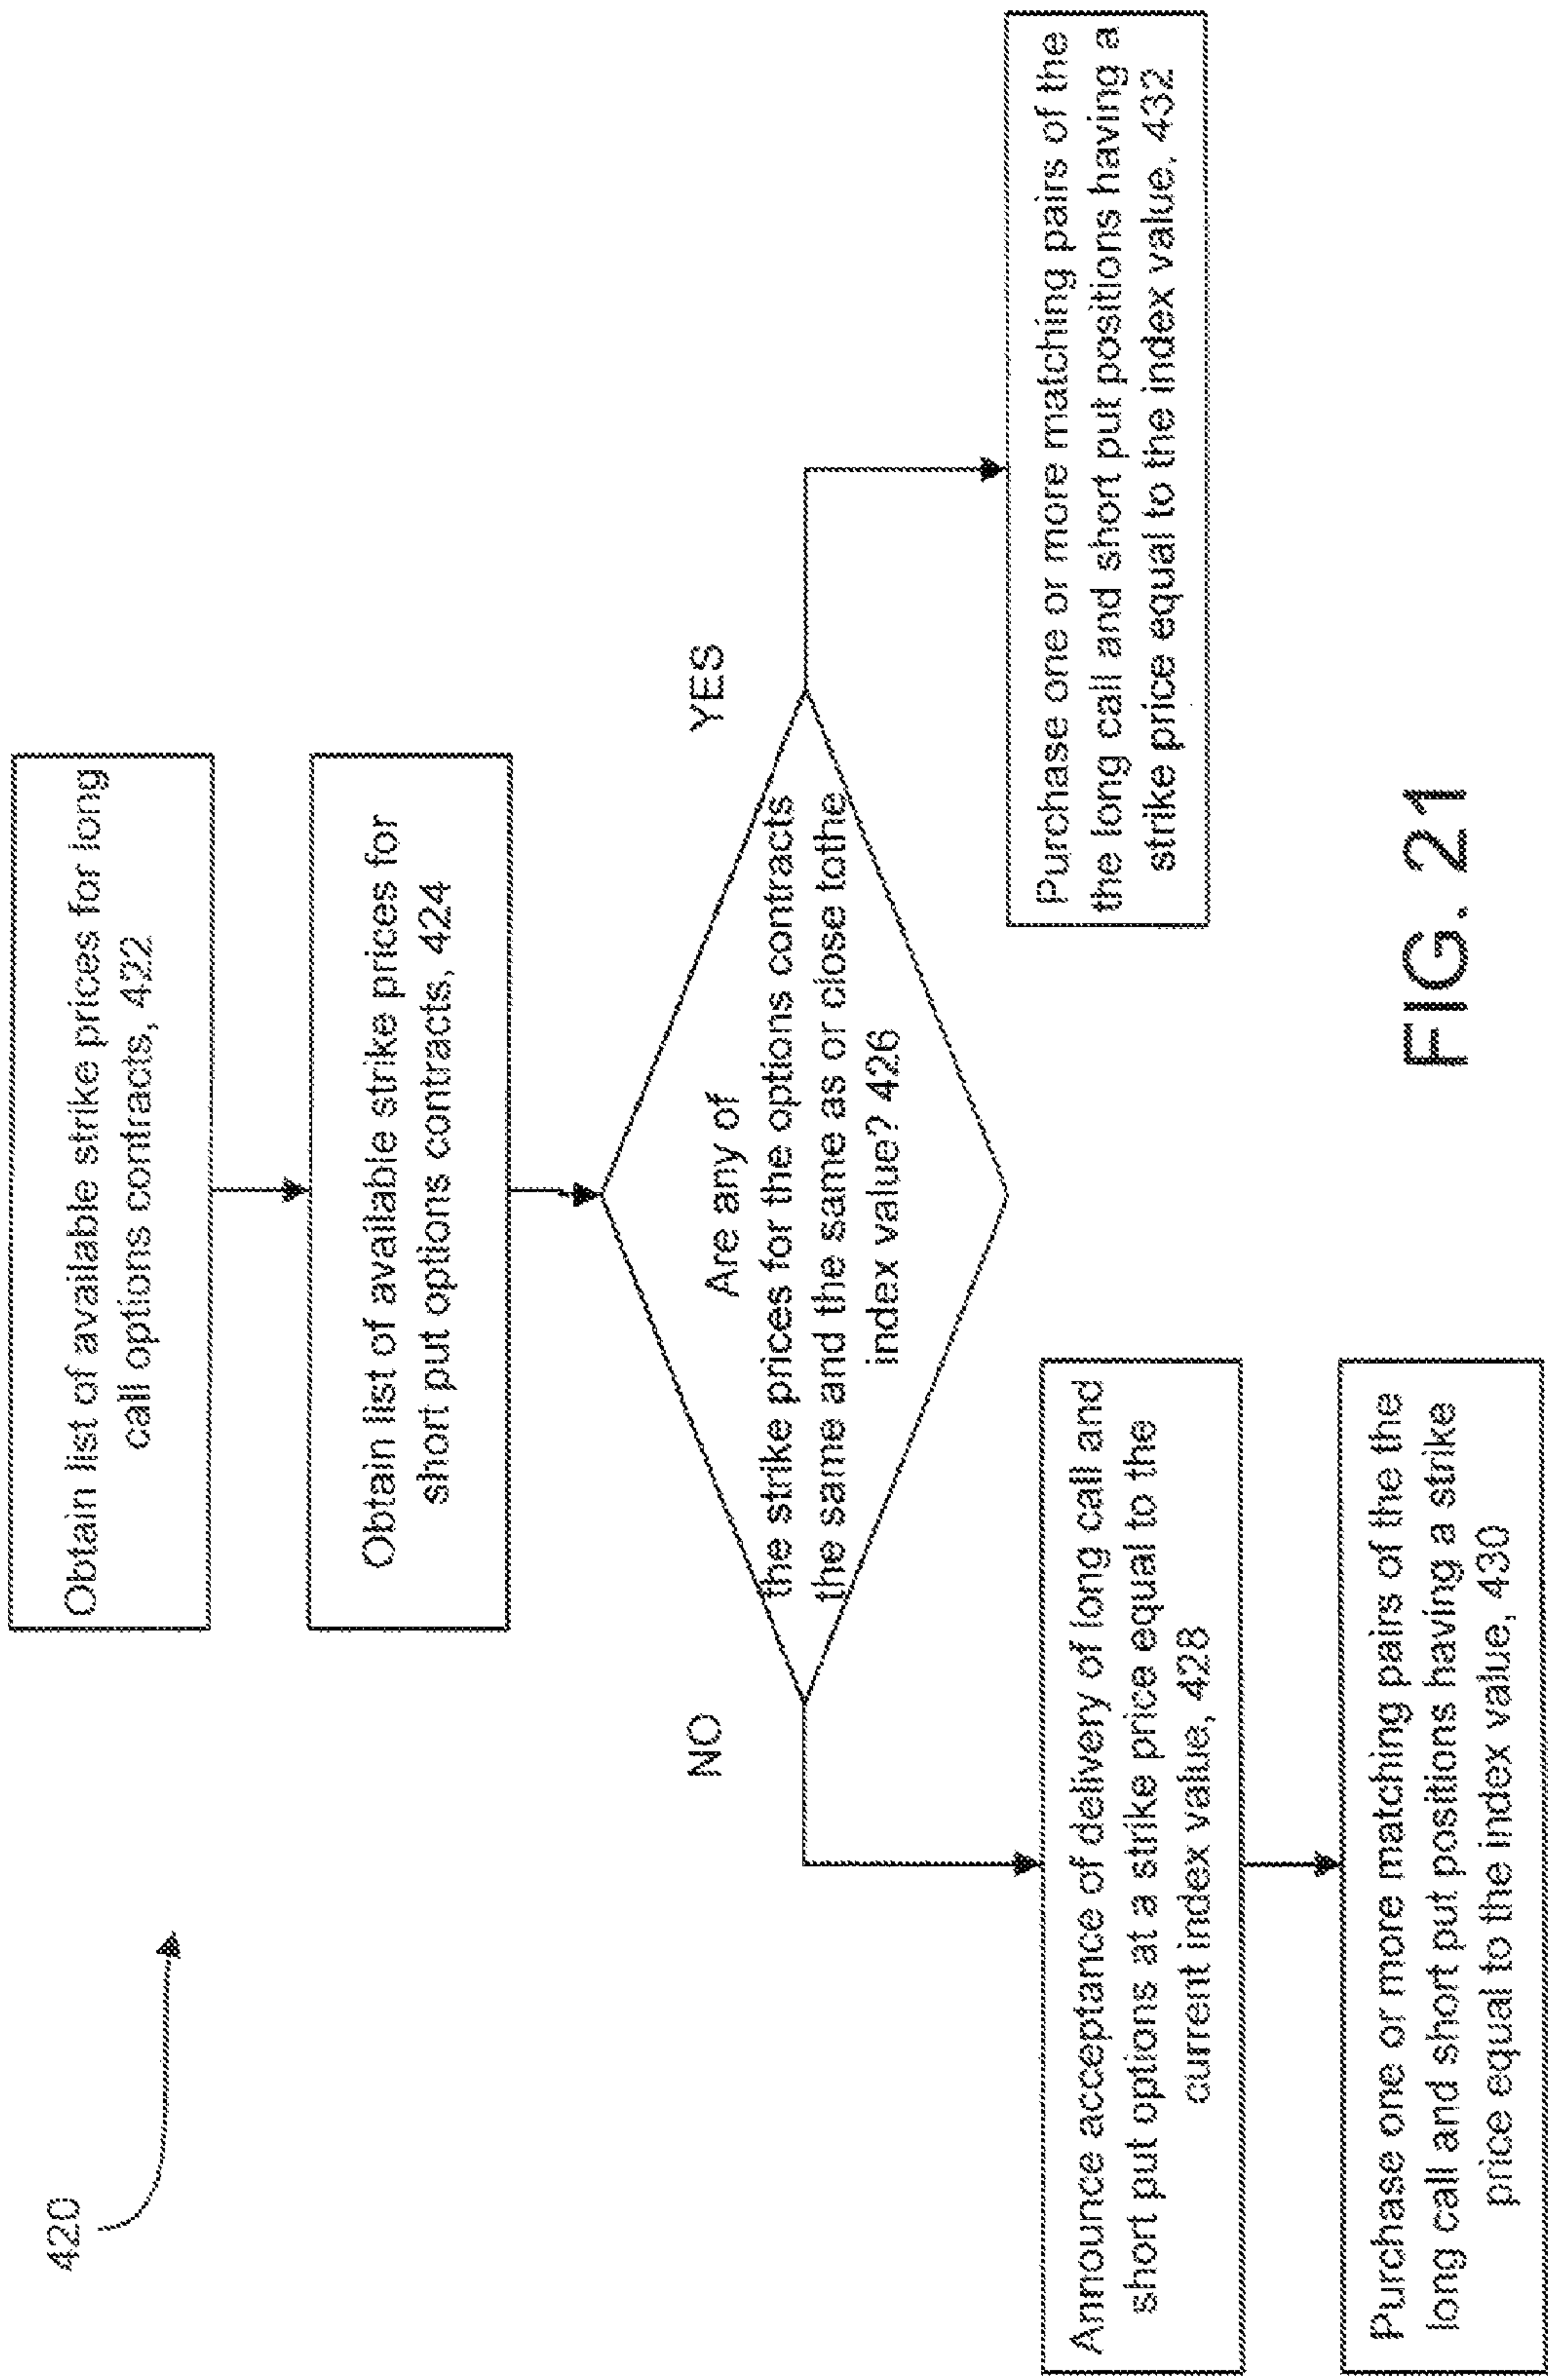 420
Obtain list of available strike prices for long
call options contracts, 422
Obtain list of available strike prices for
short put options contracts, 424
Are any of
the strike prices for the options contracts
the same and the same as or close tothe
index value? 426
NO
YES
Announce acceptance of delivery of long call and
short put options at a strike price equal to the
current index value, 428
Purchase one or more matching pairs of the the
long call and short put positions having a strike
price equal to the index value, 430
Purchase one or more matching pairs of the
the long call and short put positions having a
strike price equal to the index value, 432
FIG. 21